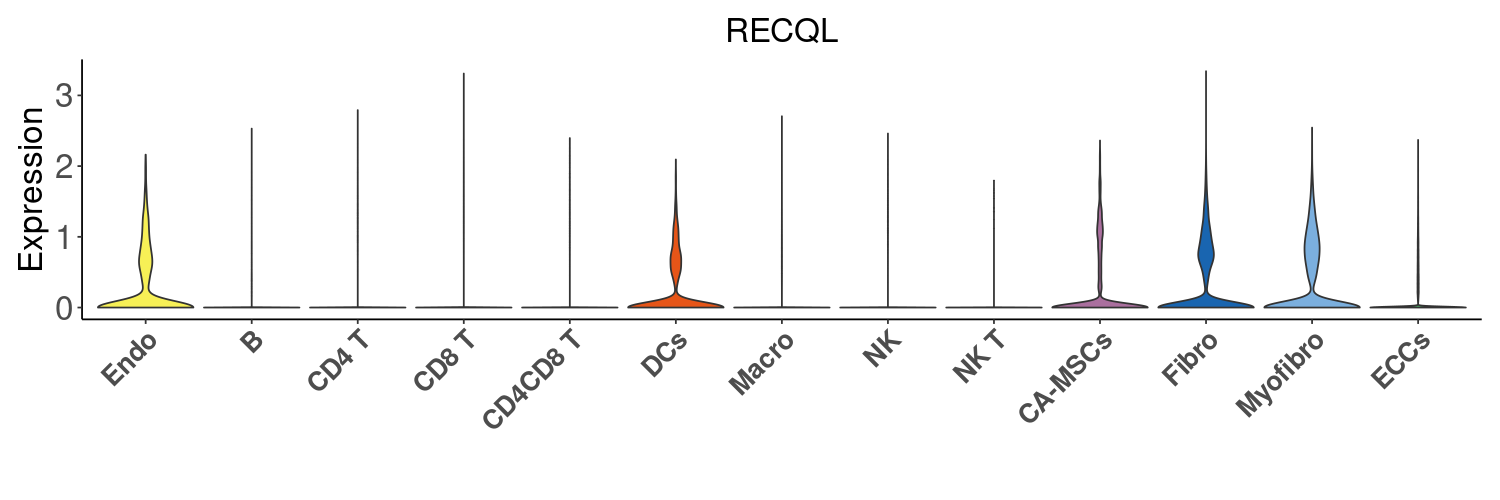 RECQL
Expression
3
2
1
0
Endo
B
CD4 T
CD8 T
CD4CD8 T
DCs
Macro
NK
NK T
CA-MSCs
Fibro
Myofibro
ECCs